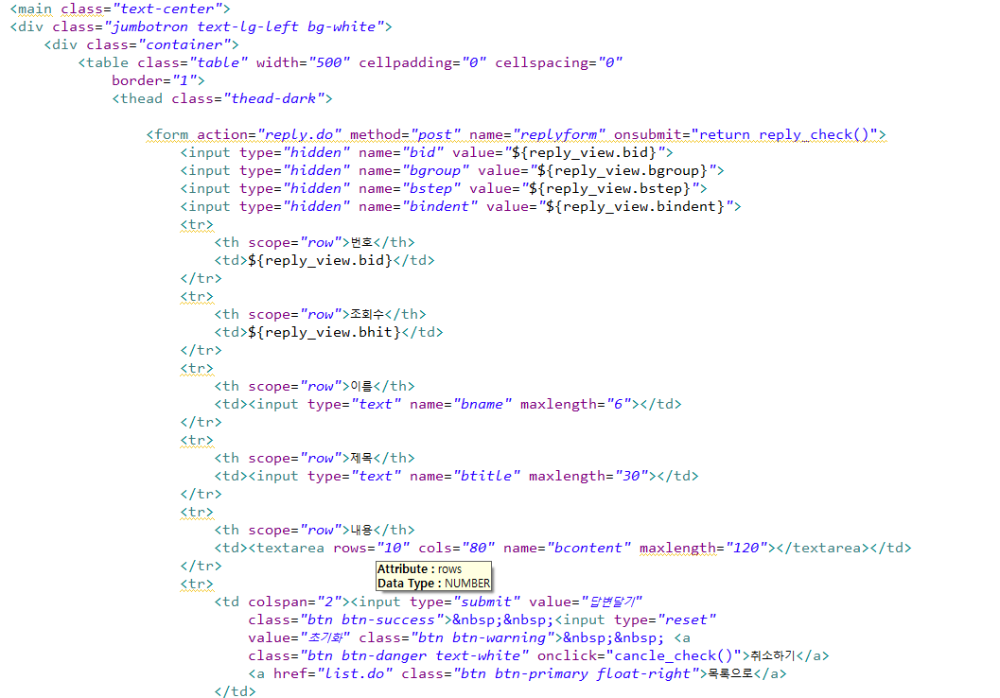 <main class="text-center">
<div class="jumbotron text-lg-left bg-white">
<div class="container">
<table class="table" width="500" cellpadding="0" cellspacing="0"
border="1">
<thead class="thead-dark">
<form action="reply.do" method="post" name="replyform" onsubmit="return reply_check()">
<input type="hidden" name="bid" value="${reply_view.bid}">
<input type="hidden" name="bgroup" value="${reply_view.bgroup}">
<input type="hidden" name="bstep" value="${reply_view.bstep}">
<input type="hidden" name="bindent" value="${reply_view.bindent}">
<tr>
<th scope="row">번호</th>
<td>${reply_view.bid}</td>
</tr>
<tr>
<th scope="row">조회수</th>
<td>${reply_view.bhit}</td>
</tr>
<tr>
<th scope="row">이름</th>
<td><input type="text" name="bname" maxlength="6"></td>
</tr>
<tr>
<th scope="row">제목</th>
<td><input type="text" name="btitle" maxlength="30"></td>
</tr>
<tr>
<th scope="row">내용</th>
<td><textarea rows="10" cols="80" name="bcontent" maxlength="120"></textarea></td>
</tr>
Attribute : rows
Data Type : NUMBER
<tr>
<td colspan="2"><input type="submit" value="답변달기"
class="btn btn-success">&nbsp;&nbsp;<input type="reset"
value="초기화" class="btn btn-warning">&nbsp;&nbsp; <a
class="btn btn-danger text-white" onclick="cancle_check()">취소하기</a>
<a href="list.do" class="btn btn-primary float-right">목록으로</a>
</td>